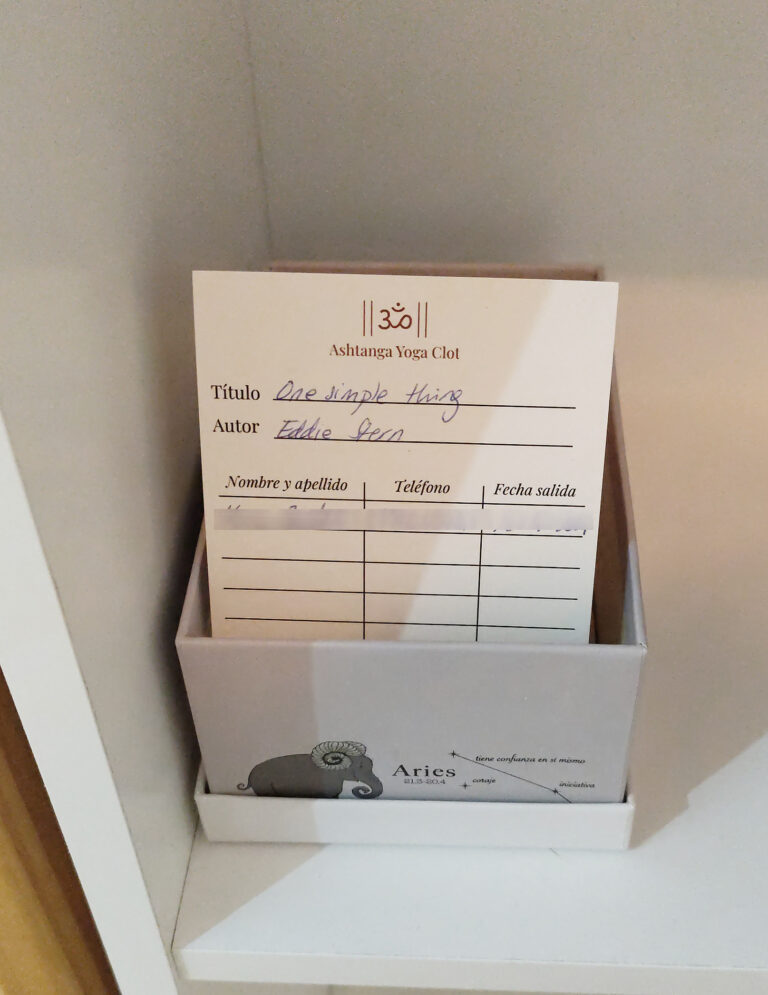 ||ॐ||
Ashtanga Yoga Clot
Título One simple thing
Autor Eddie Stern
Nombre y apellido Teléfono Fecha salida
Aries
21.3-20.4
tiene confianza en si mismo
coraje
iniciativa